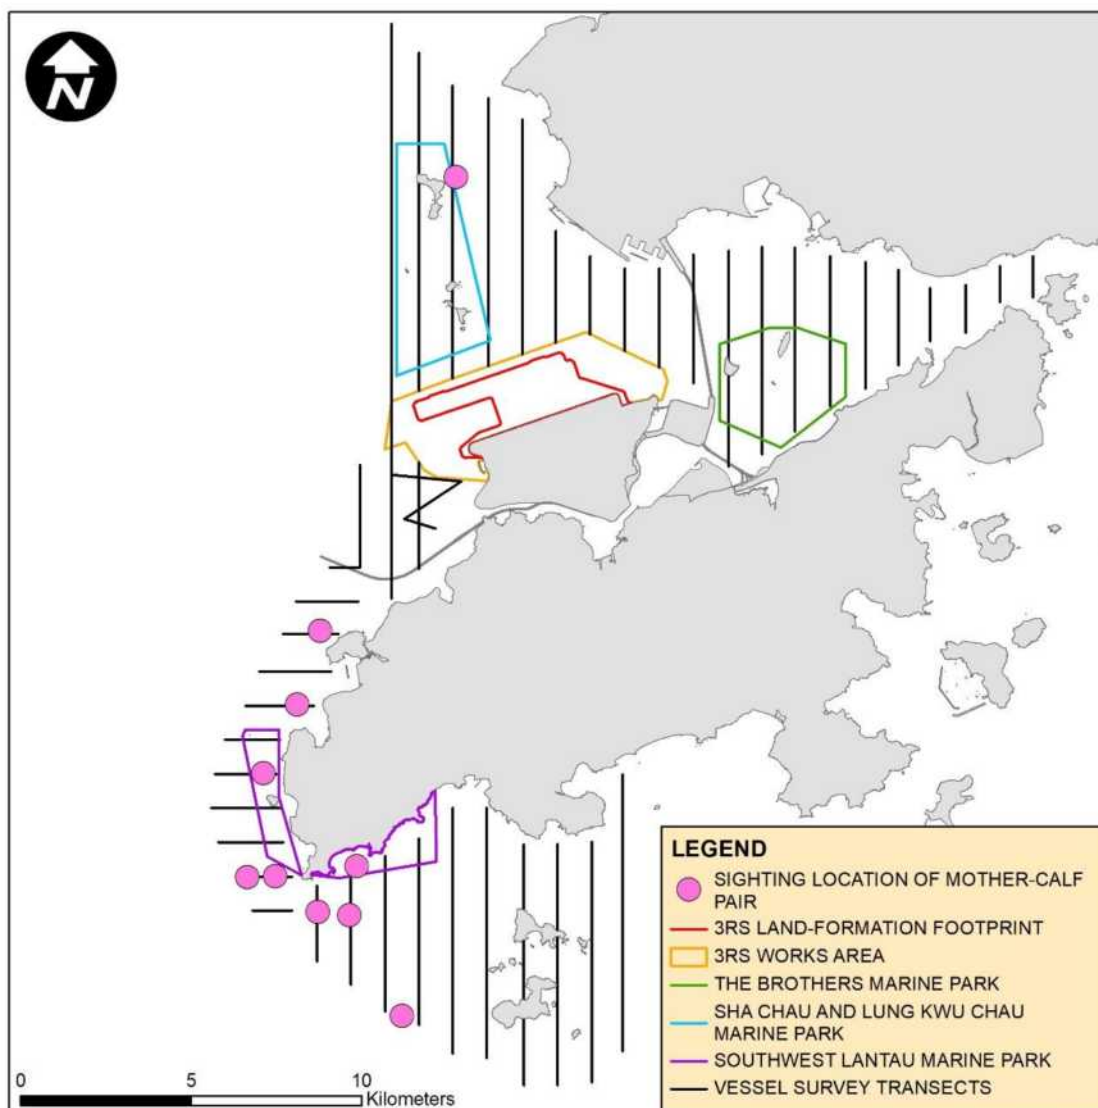 N
LEGEND
SIGHTING LOCATION OF MOTHER-CALF
PAIR
3RS LAND-FORMATION FOOTPRINT
3RS WORKS AREA
THE BROTHERS MARINE PARK
SHA CHAU AND LUNG KWU CHAU
MARINE PARK
SOUTHWEST LANTAU MARINE PARK
VESSEL SURVEY TRANSECTS
0 5 10
Kilometers